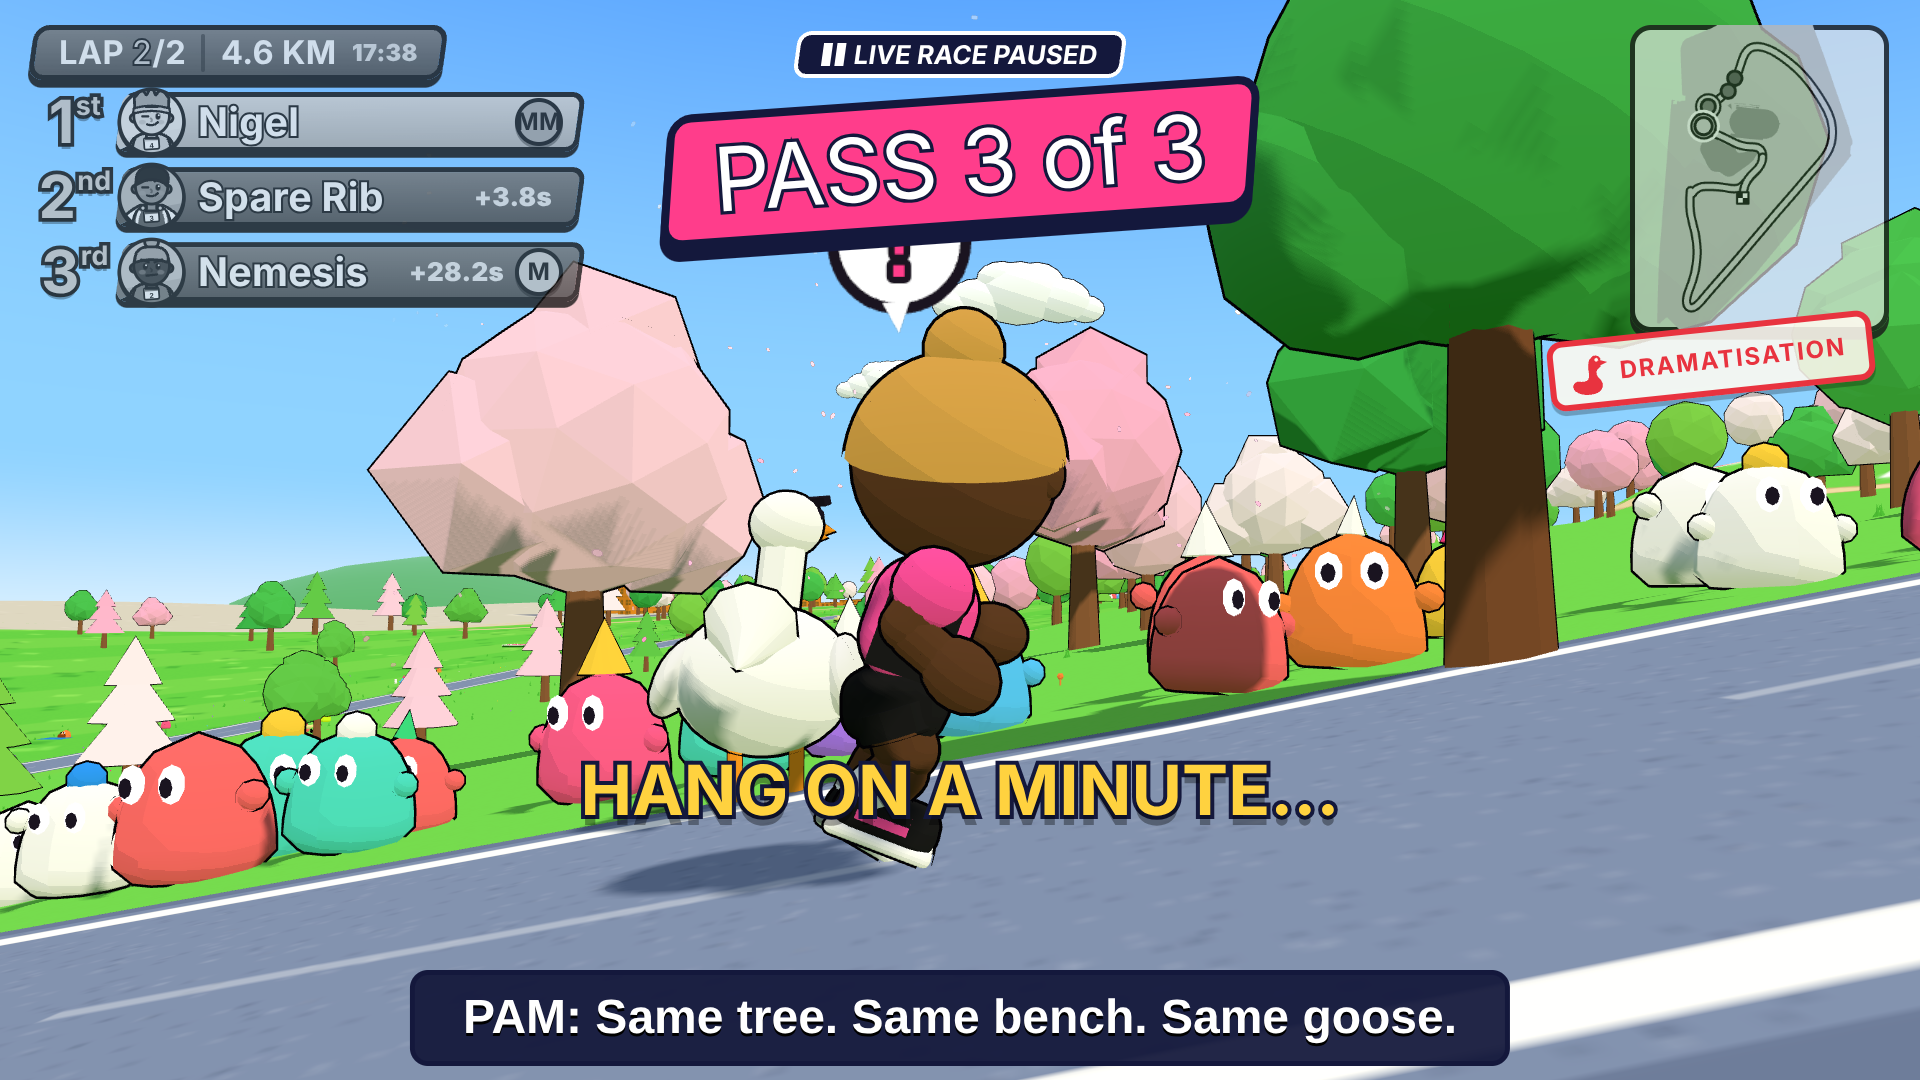 LAP 2/2 4.6 KM 17:38
1st Nigel MM
2nd Spare Rib +3.8s
3rd Nemesis +28.2s M
LIVE RACE PAUSED
PASS 3 of 3
DRAMATISATION
HANG ON A MINUTE...
PAM: Same tree. Same bench. Same goose.